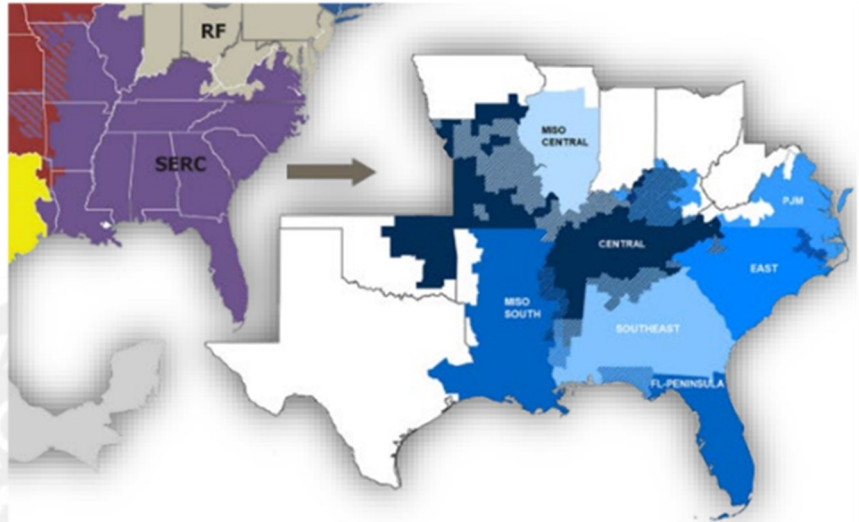 RF
SERC
MISO
CENTRAL
PJM
CENTRAL
EAST
MISO
SOUTH
SOUTHEAST
FL-PENINSULA